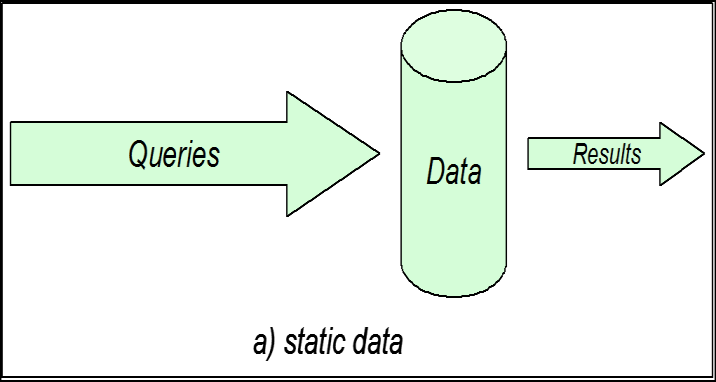 Queries
Data
Results
a) static data